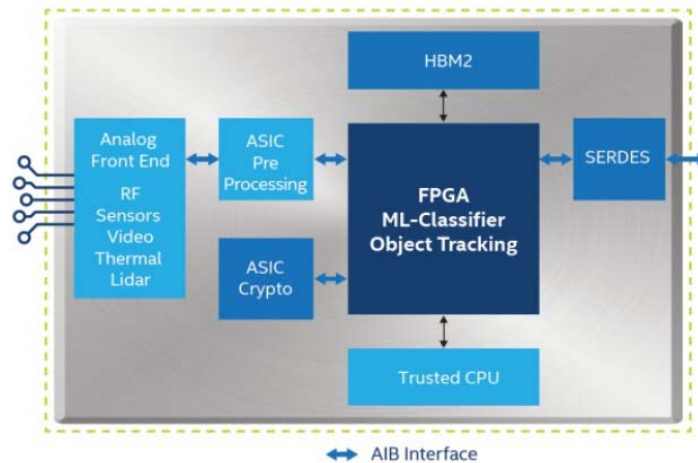 HBM2
Analog
Front End
RF
Sensors
Video
Thermal
Lidar
ASIC
Pre
Processing
FPGA
ML-Classifier
Object Tracking
SERDES
ASIC
Crypto
Trusted CPU
AIB Interface